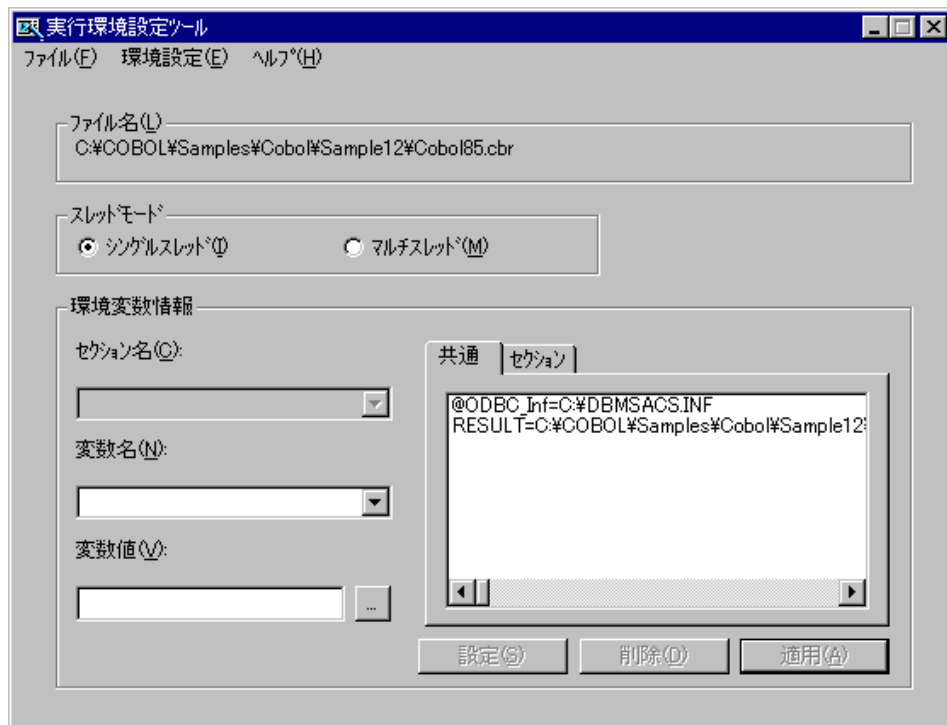 実行環境設定ツール
ﾌｧｲﾙ(F) 環境設定(E) ﾍﾙﾌﾟ(H)
ﾌｧｲﾙ名(L)
C:¥COBOL¥Samples¥Cobol¥Sample12¥Cobol85.cbr
ｽﾚｯﾄﾞﾓｰﾄﾞ
ｼﾝｸﾞﾙｽﾚｯﾄﾞ(I) ﾏﾙﾁｽﾚｯﾄﾞ(M)
環境変数情報
ｾｸｼｮﾝ名(C):
共通 ｾｸｼｮﾝ
@ODBC_Inf=C:¥DBMSACS.INF
RESULT=C:¥COBOL¥Samples¥Cobol¥Sample12¥
変数名(N):
変数値(V):
...
設定(S) 削除(D) 適用(A)